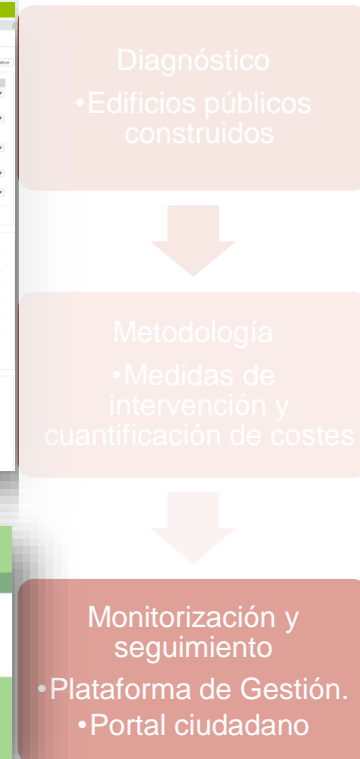 Diagnóstico
•Edificios públicos
construidos
Metodología
•Medidas de
intervención y
cuantificación de costes
Monitorización y
seguimiento
•Plataforma de Gestión.
•Portal ciudadano